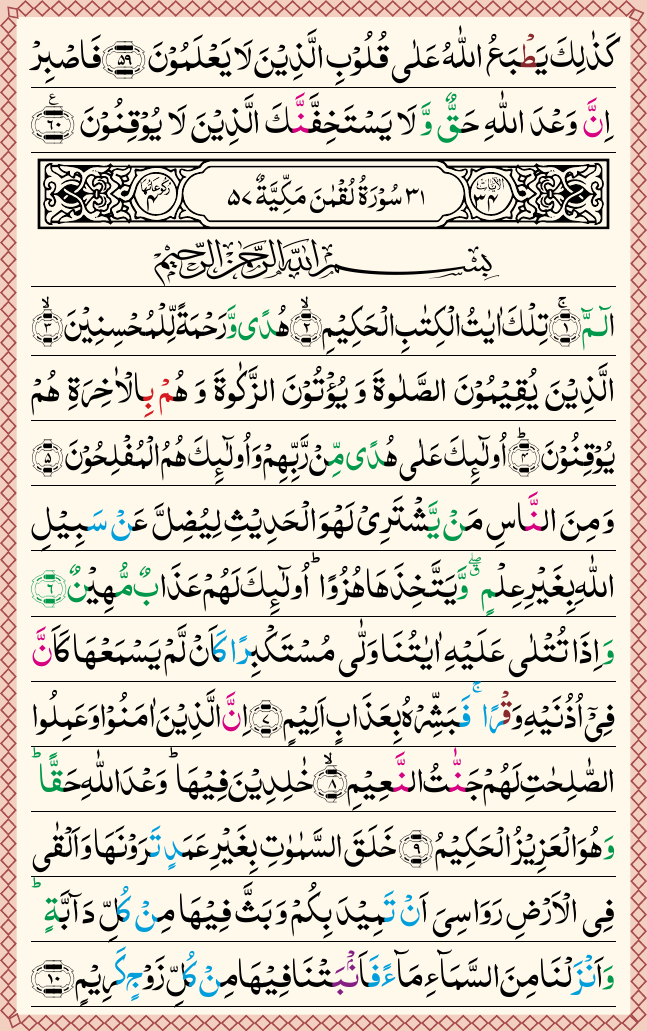 كَذٰلِكَ يَطْبَعُ اللّٰهُ عَلٰى قُلُوْبِ الَّذِيْنَ لَا يَعْلَمُوْنَ ﴿۵۹﴾ فَاصْبِرْ
اِنَّ وَعْدَ اللّٰهِ حَقٌّ وَّ لَا يَسْتَخِفَّنَّكَ الَّذِيْنَ لَا يُوْقِنُوْنَ ﴿۶۰﴾ ع
اٰيَاتُهَا ۳۴ ۳۱ سُوْرَةُ لُقْمٰنَ مَكِّيَّةٌ ۵۷ رُكُوْعَاتُهَا ۴
بِسْمِ اللّٰهِ الرَّحْمٰنِ الرَّحِيْمِ
الٓمّٓ ﴿۱﴾ۚ تِلْكَ اٰيٰتُ الْكِتٰبِ الْحَكِيْمِ ﴿۲﴾ۙ هُدًى وَّرَحْمَةً لِّلْمُحْسِنِيْنَ ﴿۳﴾ۙ
الَّذِيْنَ يُقِيْمُوْنَ الصَّلٰوةَ وَ يُؤْتُوْنَ الزَّكٰوةَ وَ هُمْ بِالْاٰخِرَةِ هُمْ
يُوْقِنُوْنَ ﴿۴﴾ؕ اُولٰٓئِكَ عَلٰى هُدًى مِّنْ رَّبِّهِمْ وَاُولٰٓئِكَ هُمُ الْمُفْلِحُوْنَ ﴿۵﴾
وَمِنَ النَّاسِ مَنْ يَّشْتَرِىْ لَهْوَ الْحَدِيْثِ لِيُضِلَّ عَنْ سَبِيْلِ
اللّٰهِ بِغَيْرِ عِلْمٍ ۖۗ وَّيَتَّخِذَهَا هُزُوًا ؕ اُولٰٓئِكَ لَهُمْ عَذَابٌ مُّهِيْنٌ ﴿۶﴾
وَاِذَا تُتْلٰى عَلَيْهِ اٰيٰتُنَا وَلّٰى مُسْتَكْبِرًا كَاَنْ لَّمْ يَسْمَعْهَا كَاَنَّ
فِىْٓ اُذُنَيْهِ وَقْرًا ۚ فَبَشِّرْهُ بِعَذَابٍ اَلِيْمٍ ﴿۷﴾ اِنَّ الَّذِيْنَ اٰمَنُوْا وَعَمِلُوا
الصّٰلِحٰتِ لَهُمْ جَنّٰتُ النَّعِيْمِ ﴿۸﴾ۙ خٰلِدِيْنَ فِيْهَا ؕ وَعْدَ اللّٰهِ حَقًّا ؕ
وَهُوَ الْعَزِيْزُ الْحَكِيْمُ ﴿۹﴾ خَلَقَ السَّمٰوٰتِ بِغَيْرِ عَمَدٍ تَرَوْنَهَا وَاَلْقٰى
فِى الْاَرْضِ رَوَاسِىَ اَنْ تَمِيْدَ بِكُمْ وَبَثَّ فِيْهَا مِنْ كُلِّ دَآبَّةٍ ؕ
وَاَنْزَلْنَا مِنَ السَّمَآءِ مَآءً فَاَنْۢبَتْنَا فِيْهَا مِنْ كُلِّ زَوْجٍ كَرِيْمٍ ﴿۱۰﴾